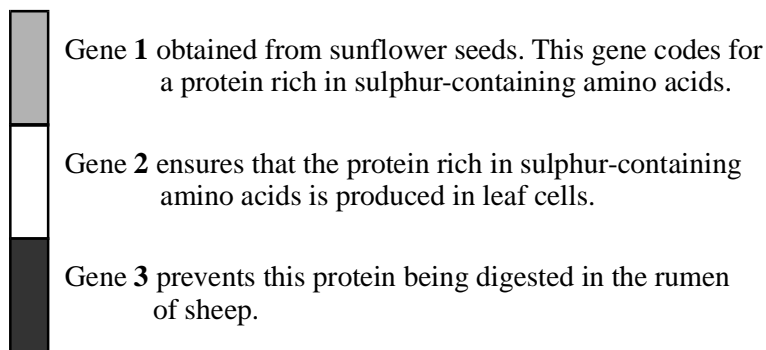 Gene 1 obtained from sunflower seeds. This gene codes for
a protein rich in sulphur-containing amino acids.
Gene 2 ensures that the protein rich in sulphur-containing
amino acids is produced in leaf cells.
Gene 3 prevents this protein being digested in the rumen
of sheep.